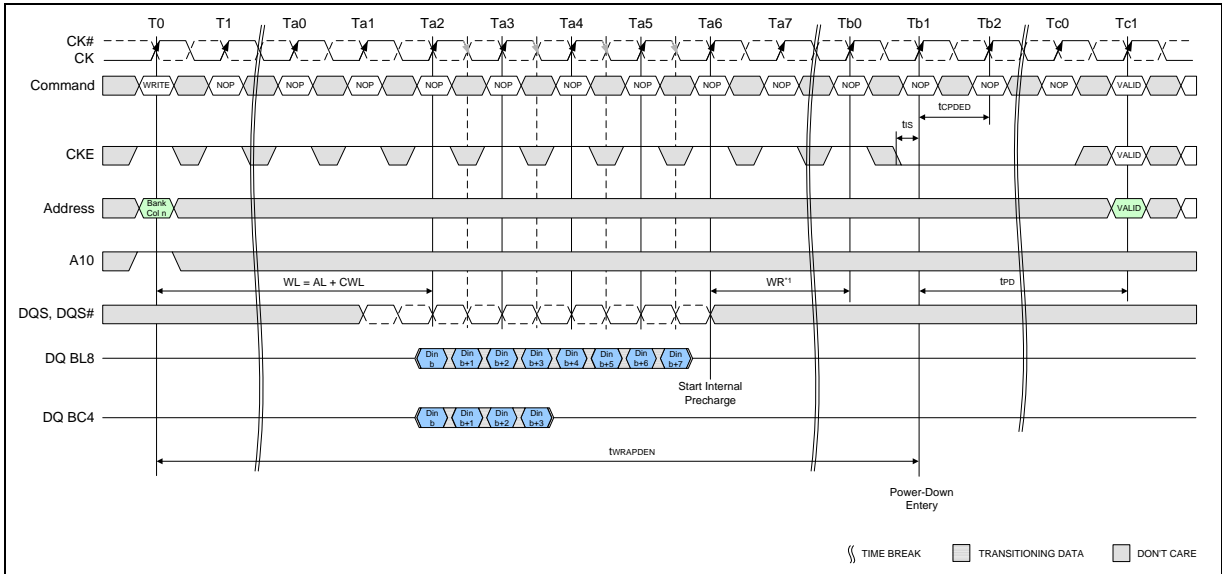 T0 T1 Ta0 Ta1 Ta2 Ta3 Ta4 Ta5 Ta6 Ta7 Tb0 Tb1 Tb2 Tc0 Tc1
CK#
CK
Command WRITE NOP NOP NOP NOP NOP NOP NOP NOP NOP NOP NOP NOP NOP VALID
tCPDED
tIS
CKE VALID
Address Bank Col n VALID
A10
WL = AL + CWL WR*1 tPD
DQS, DQS#
DQ BL8 Din b Din b+1 Din b+2 Din b+3 Din b+4 Din b+5 Din b+6 Din b+7
Start Internal
Precharge
DQ BC4 Din b Din b+1 Din b+2 Din b+3
tWRAPDEN
Power-Down
Entery
TIME BREAK TRANSITIONING DATA DON'T CARE